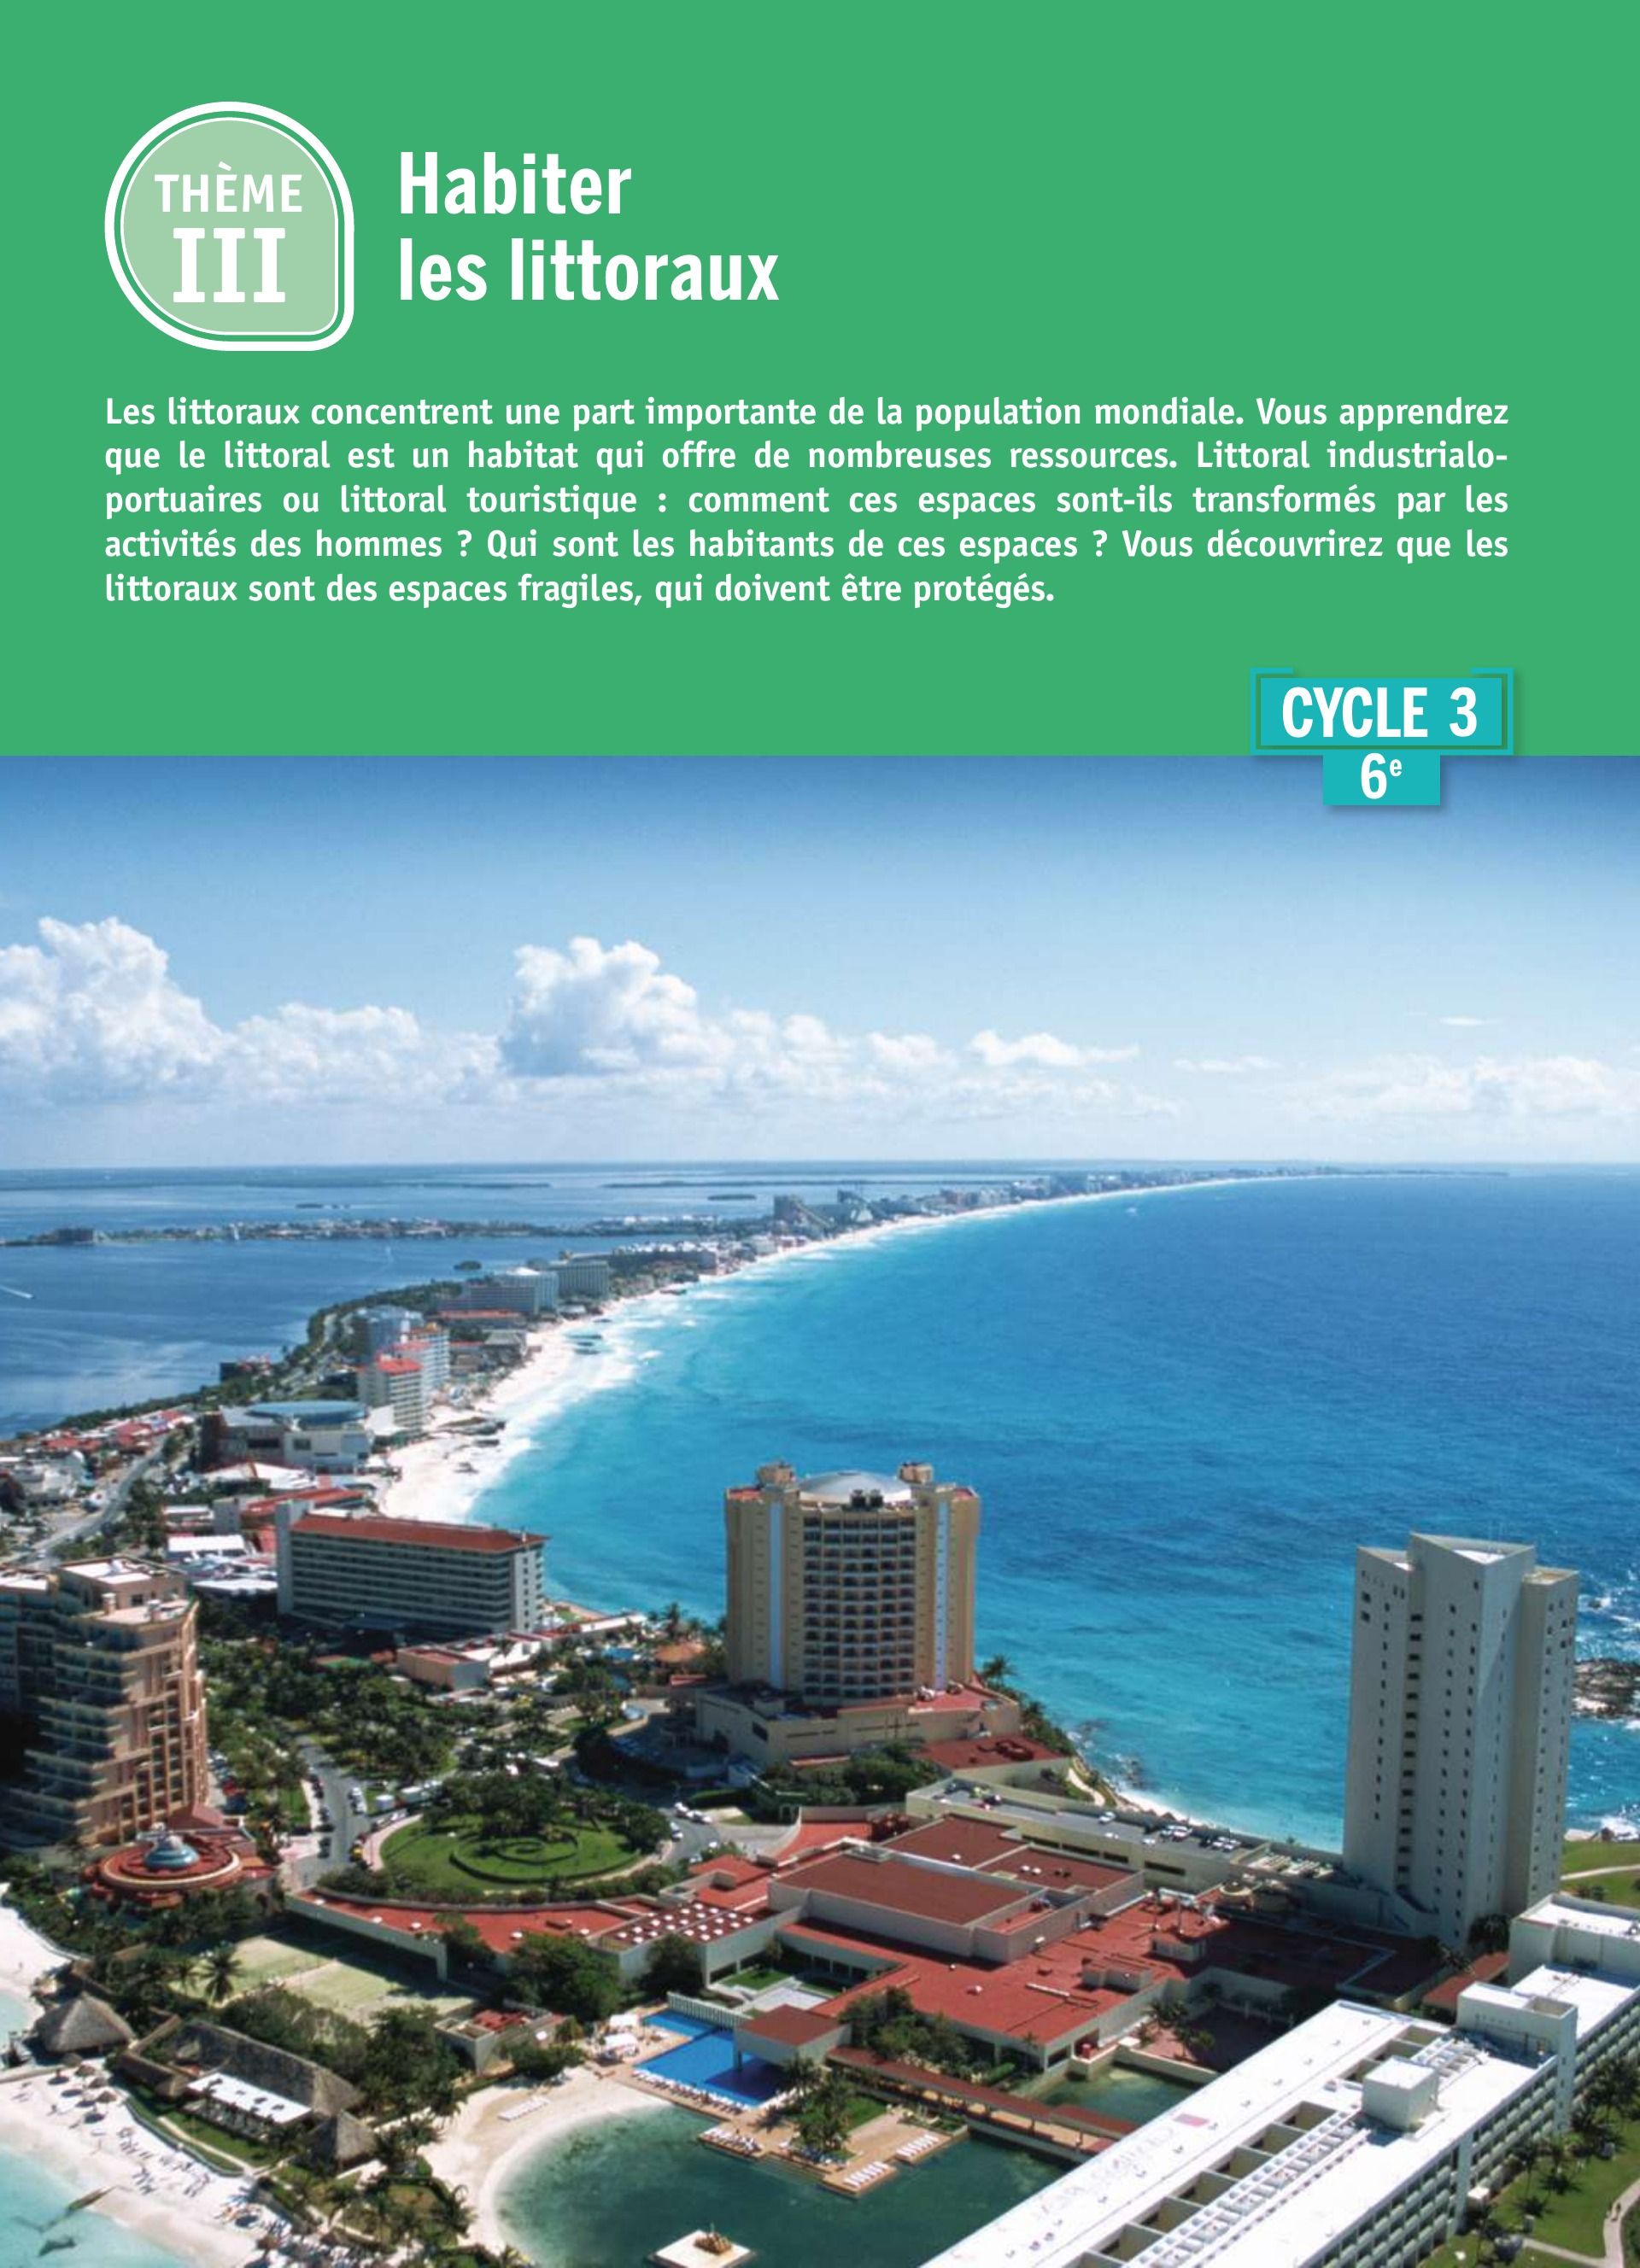 THÈME
III
Habiter
les littoraux
Les littoraux concentrent une part importante de la population mondiale. Vous apprendrez
que le littoral est un habitat qui offre de nombreuses ressources. Littoral industrialo-
portuaires ou littoral touristique : comment ces espaces sont-ils transformés par les
activités des hommes ? Qui sont les habitants de ces espaces ? Vous découvrirez que les
littoraux sont des espaces fragiles, qui doivent être protégés.
CYCLE 3
6e